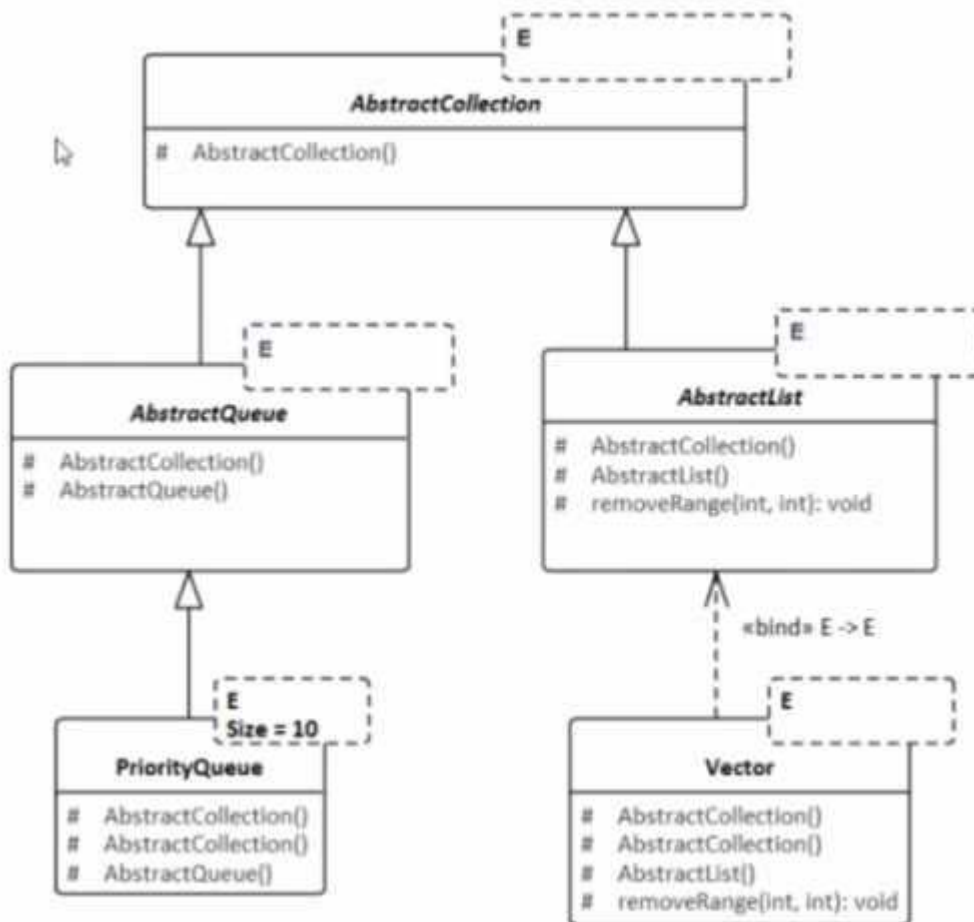 E
AbstractCollection
# AbstractCollection()
E
AbstractQueue
# AbstractCollection()
# AbstractQueue()
E
AbstractList
# AbstractCollection()
# AbstractList()
# removeRange(int, int): void
«bind» E -> E
E
Size = 10
PriorityQueue
# AbstractCollection()
# AbstractCollection()
# AbstractQueue()
E
Vector
# AbstractCollection()
# AbstractCollection()
# AbstractList()
# removeRange(int, int): void